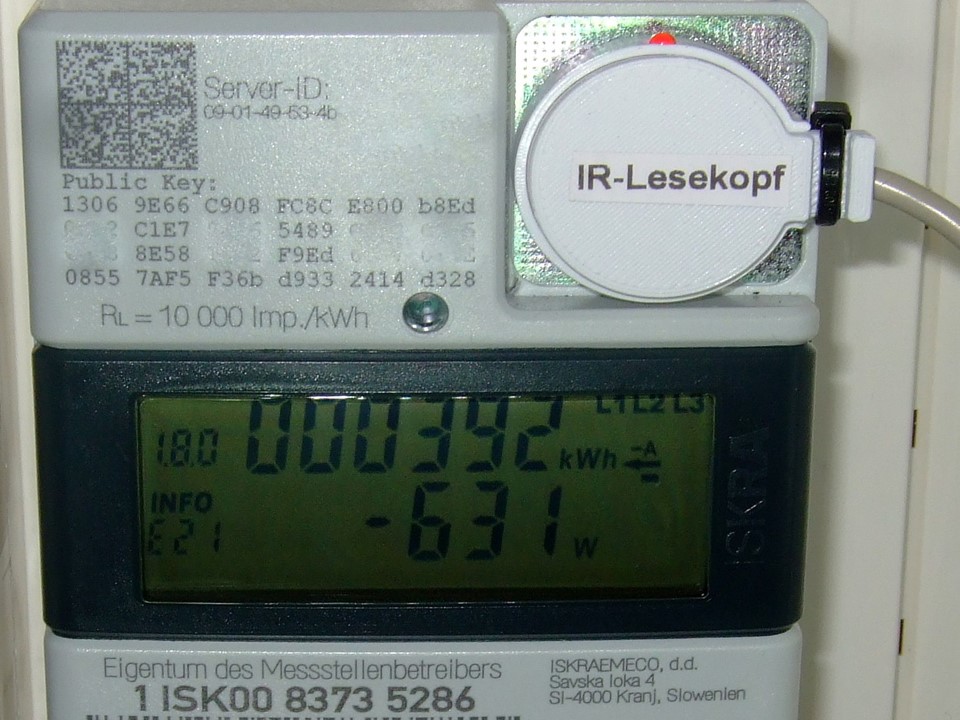 Server-ID:
09-01-49-53-4b
Public Key:
1306 9E66 C908 FC8C E800 b8Ed
C1E7 5489
8E58 F9Ed
0855 7AF5 F36b d933 2414 d328
RL = 10 000 Imp./kWh
IR-Lesekopf
L1 L2 L3
1.8.0 000392 kWh -A
INFO
E21 -631 W
ISKRA
Eigentum des Messstellenbetreibers
1 ISK00 8373 5286
ISKRAEMECO, d.d.
Savska loka 4
SI-4000 Kranj, Slowenien